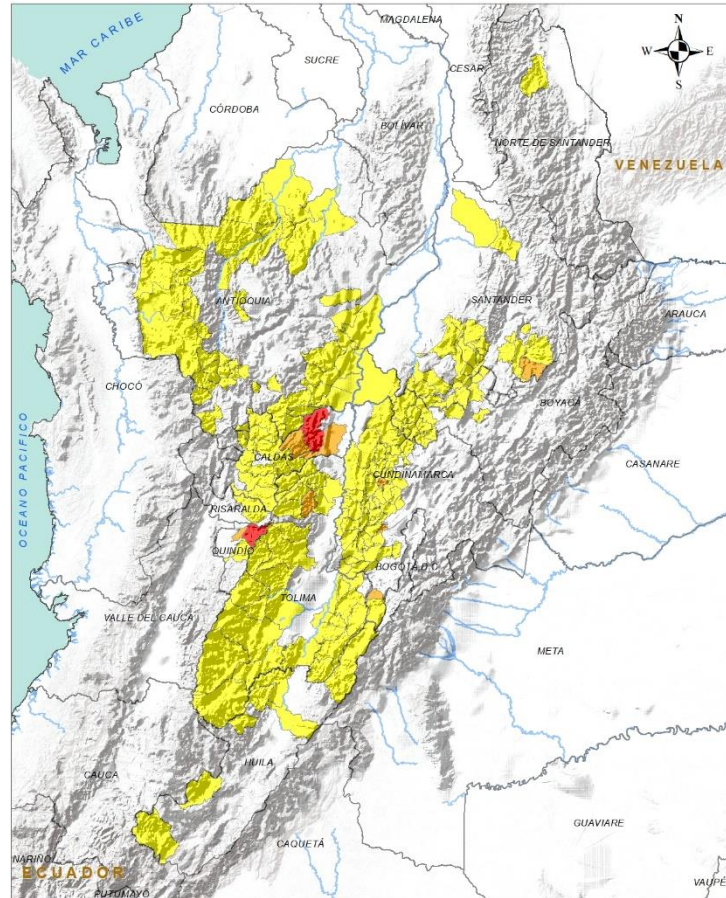 MAGDALENA
N
MAR CARIBE
W
E
SUCRE
CESAR
S
CÓRDOBA
BOLÍVAR
NORTE DE SANTANDER
VENEZUELA
ANTIOQUIA
SANTANDER
ARAUCA
CHOCÓ
BOYACÁ
OCEANO PACIFICO
CALDAS
CUNDINAMARCA
CASANARE
RISARALDA
QUINDÍO
BOGOTÁ D.C.
TOLIMA
VALLE DEL CAUCA
META
HUILA
CAUCA
GUAVIARE
CAQUETÁ
NARIÑO
ECUADOR
PUTUMAYO
VAUPÉ